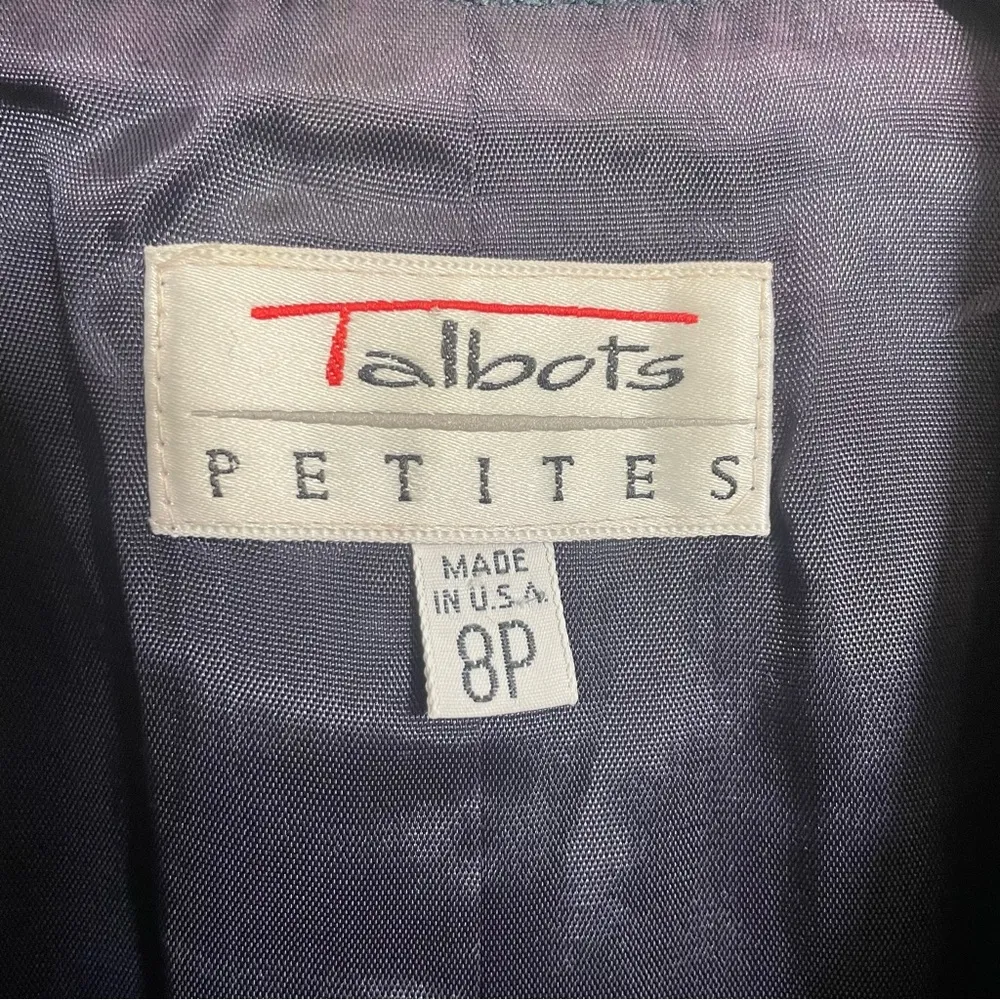 Talbots
PETITES
MADE
IN U.S.A.
8P